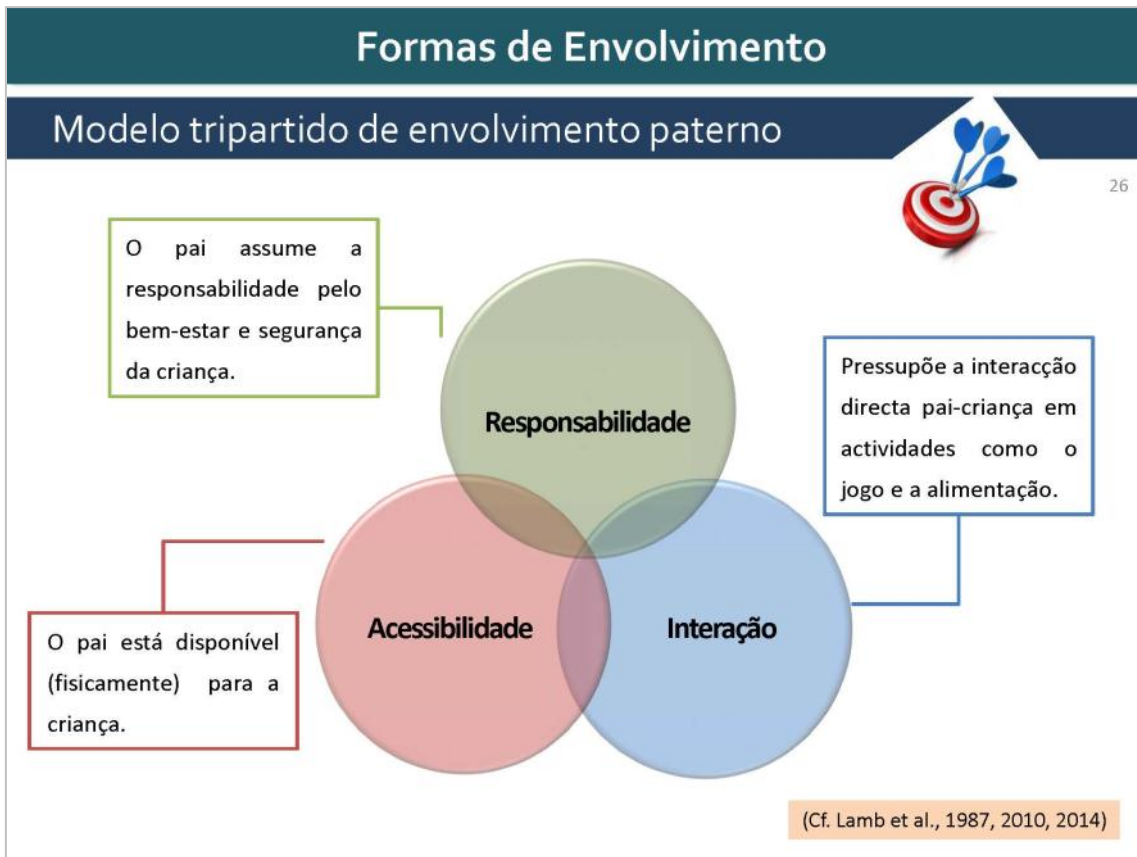 Formas de Envolvimento
Modelo tripartido de envolvimento paterno
26
O pai assume a
responsabilidade pelo
bem-estar e segurança
da criança.
Responsabilidade
Pressupõe a interacção
directa pai-criança em
actividades como o
jogo e a alimentação.
Acessibilidade
Interação
O pai está disponível
(fisicamente) para a
criança.
(Cf. Lamb et al., 1987, 2010, 2014)